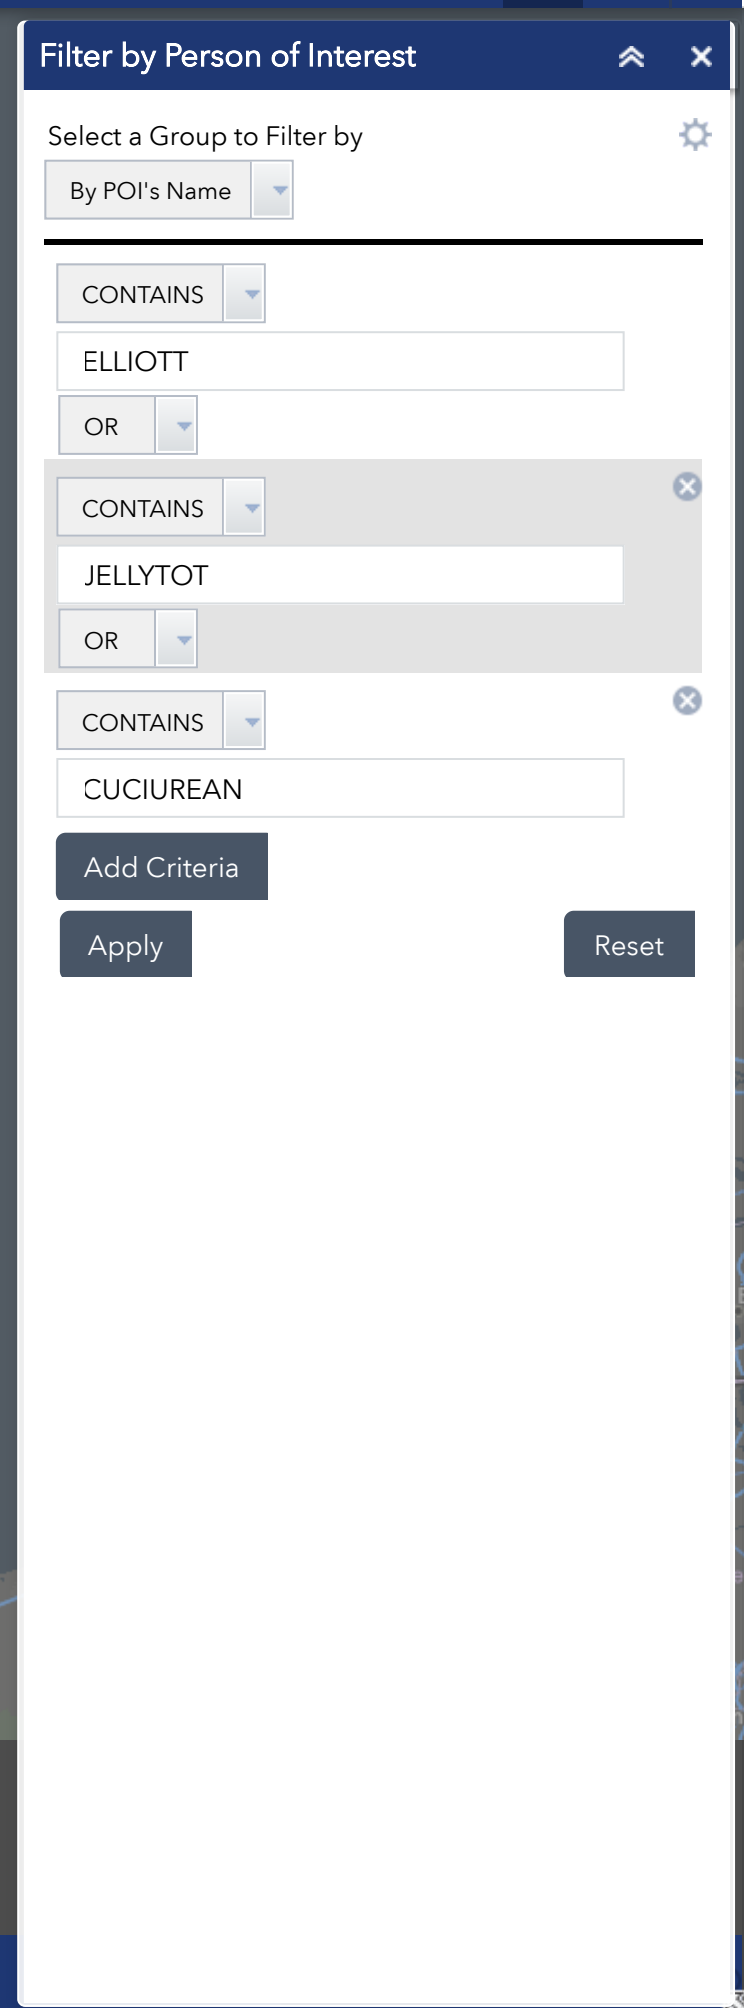 Filter by Person of Interest
Select a Group to Filter by
By POI's Name
CONTAINS
ELLIOTT
OR
CONTAINS
JELLYTOT
OR
CONTAINS
CUCIUREAN
Add Criteria
Apply Reset